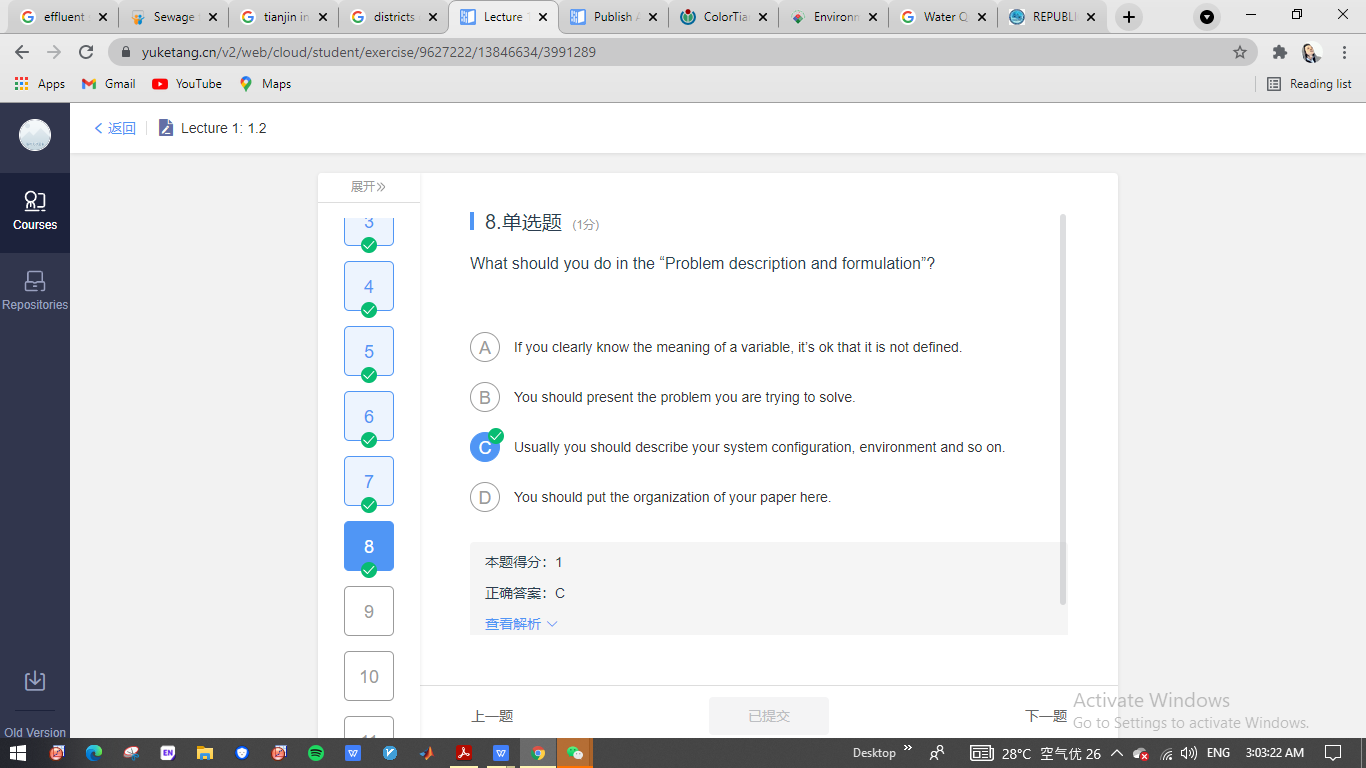 effluent
Sewage
tianjin in
districts
Lecture
Publish
ColorTia
Environn
Water Q
REPUBLI
yuketang.cn/v2/web/cloud/student/exercise/9627222/13846634/3991289
Apps
Gmail
YouTube
Maps
Reading list
返回
Lecture 1: 1.2
Courses
Repositories
Old Version
展开
3
4
5
6
7
8
9
10
8.单选题 (1分)
What should you do in the “Problem description and formulation”?
A If you clearly know the meaning of a variable, it’s ok that it is not defined.
B You should present the problem you are trying to solve.
C Usually you should describe your system configuration, environment and so on.
D You should put the organization of your paper here.
本题得分：1
正确答案：C
查看解析
上一题
已提交
下一题
Activate Windows
Go to Settings to activate Windows.
EN
Desktop
28°C 空气优 26
ENG
3:03:22 AM